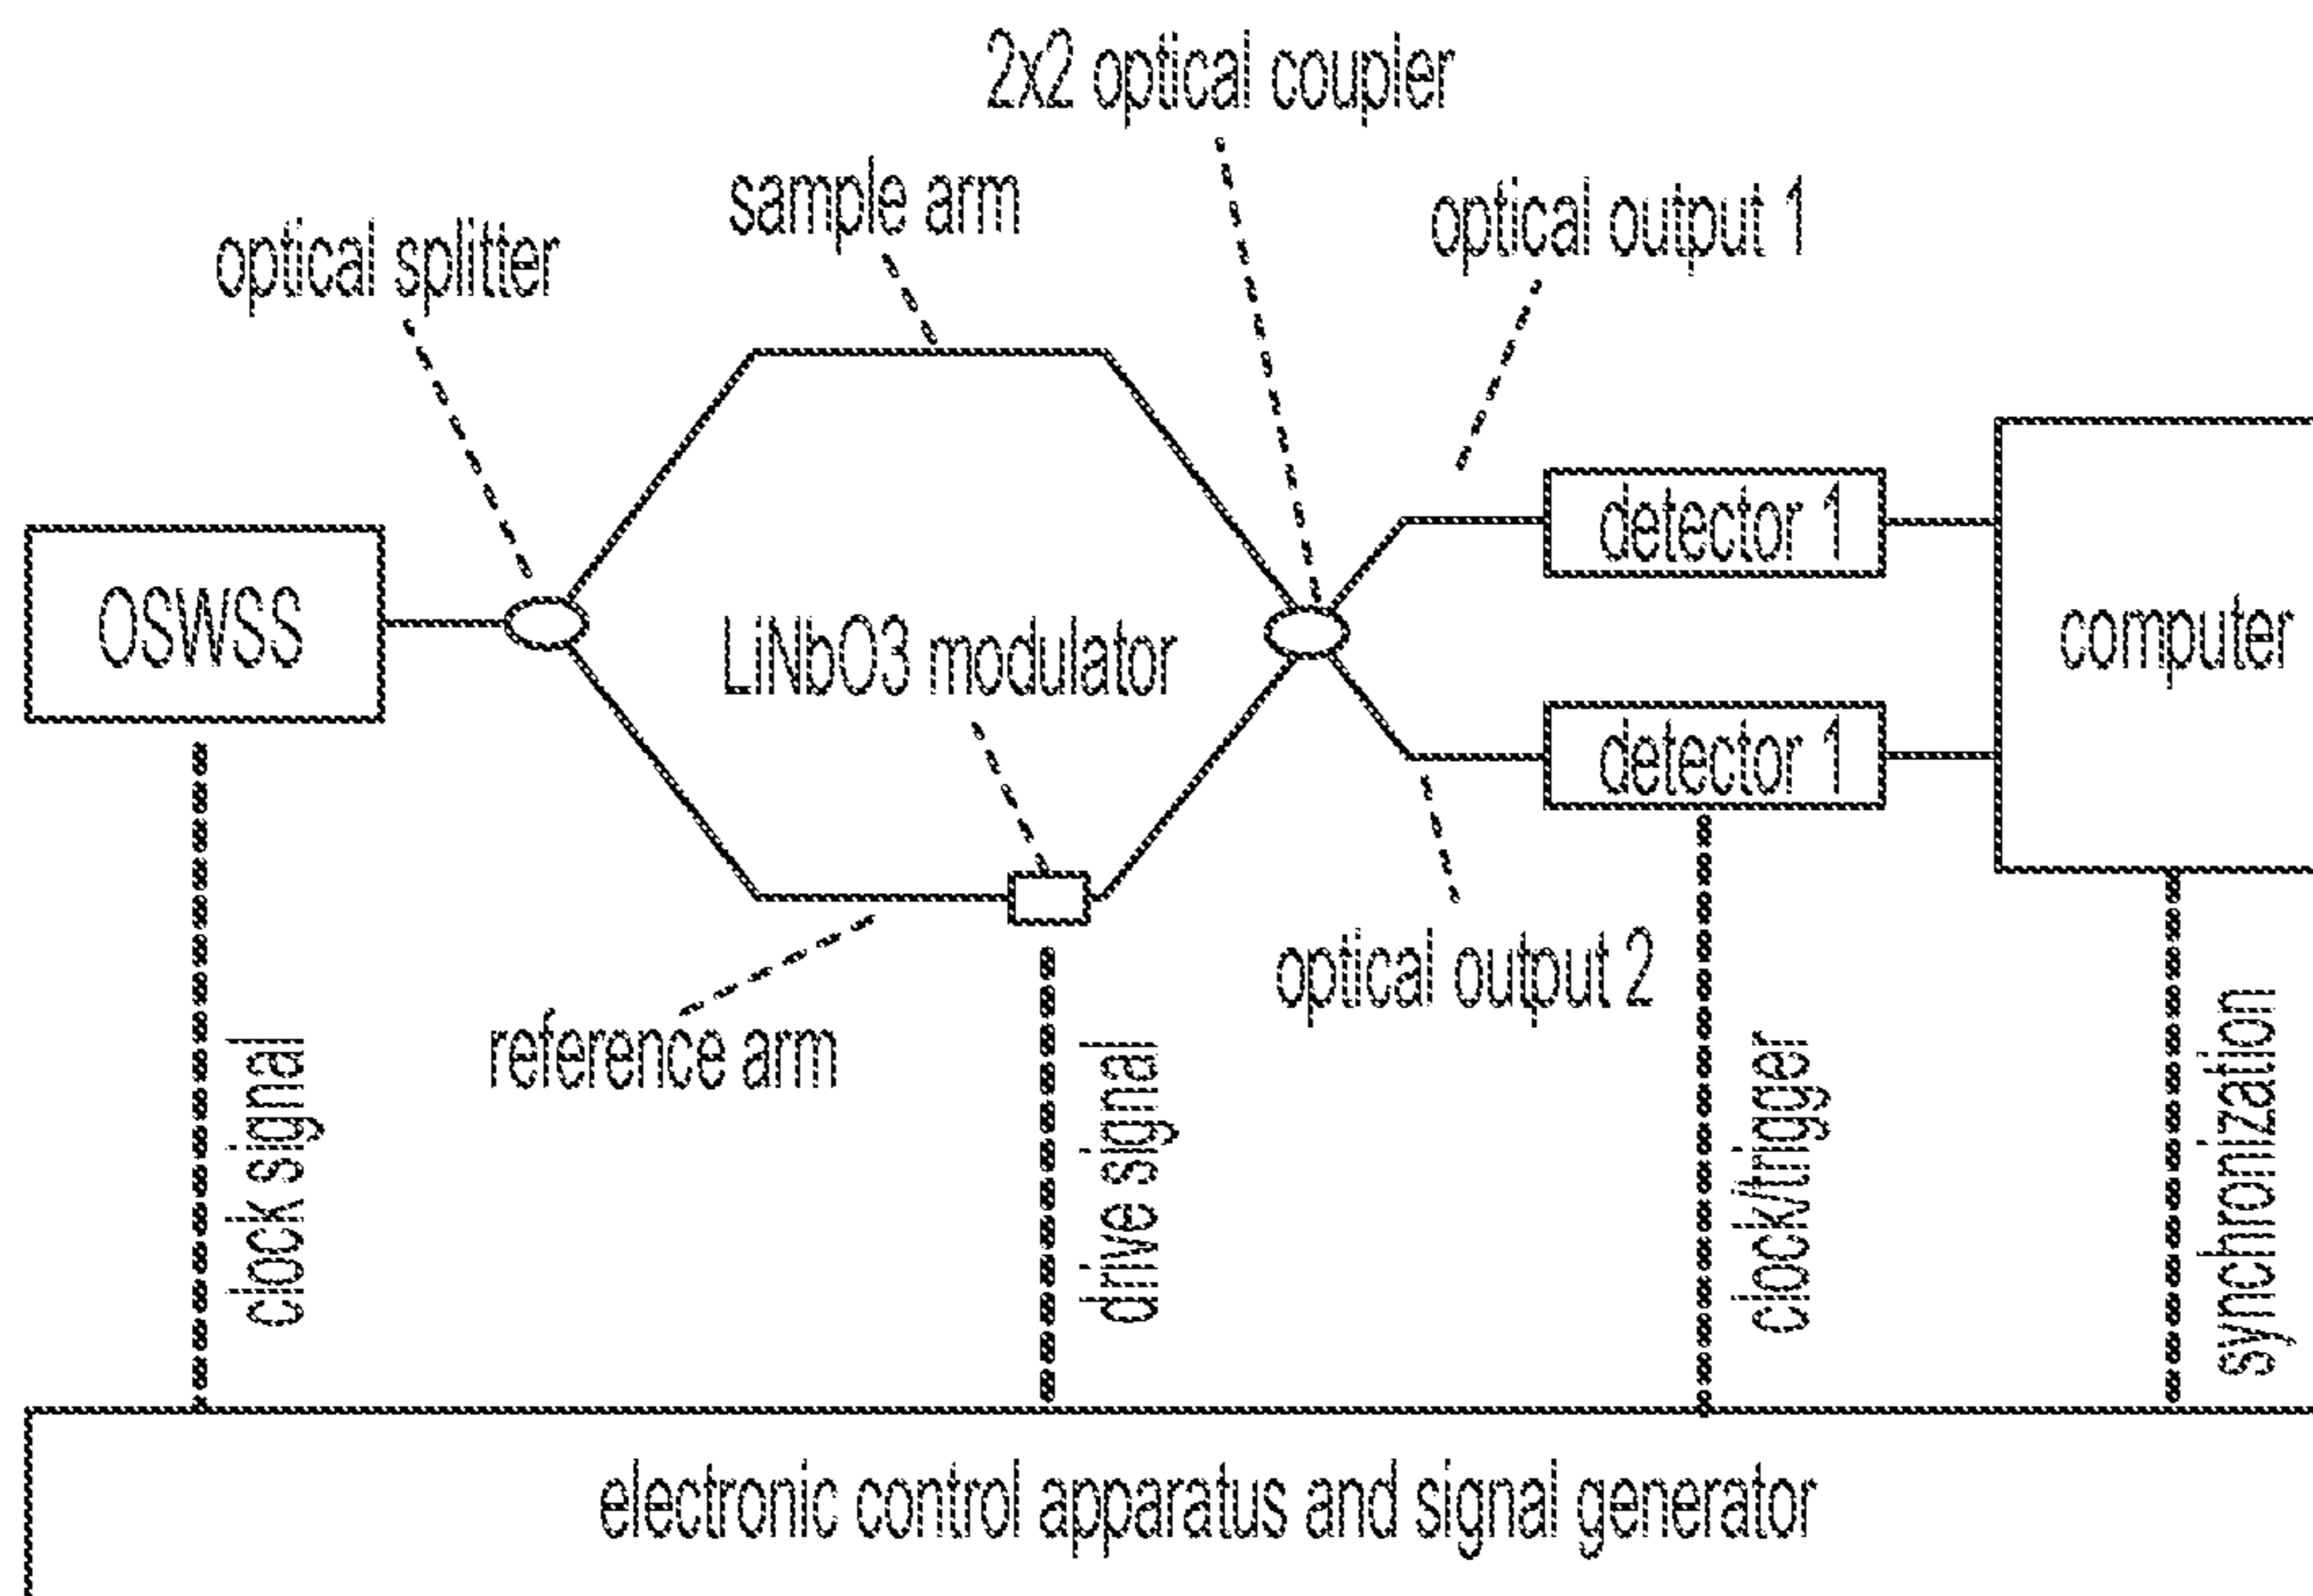 2x2 optical coupler
sample arm
optical output 1
optical splitter
detector 1
OSWSS
LiNbO3 modulator
computer
detector 1
optical output 2
reference arm
clock signal
drive signal
clock/trigger
synchronization
electronic control apparatus and signal generator